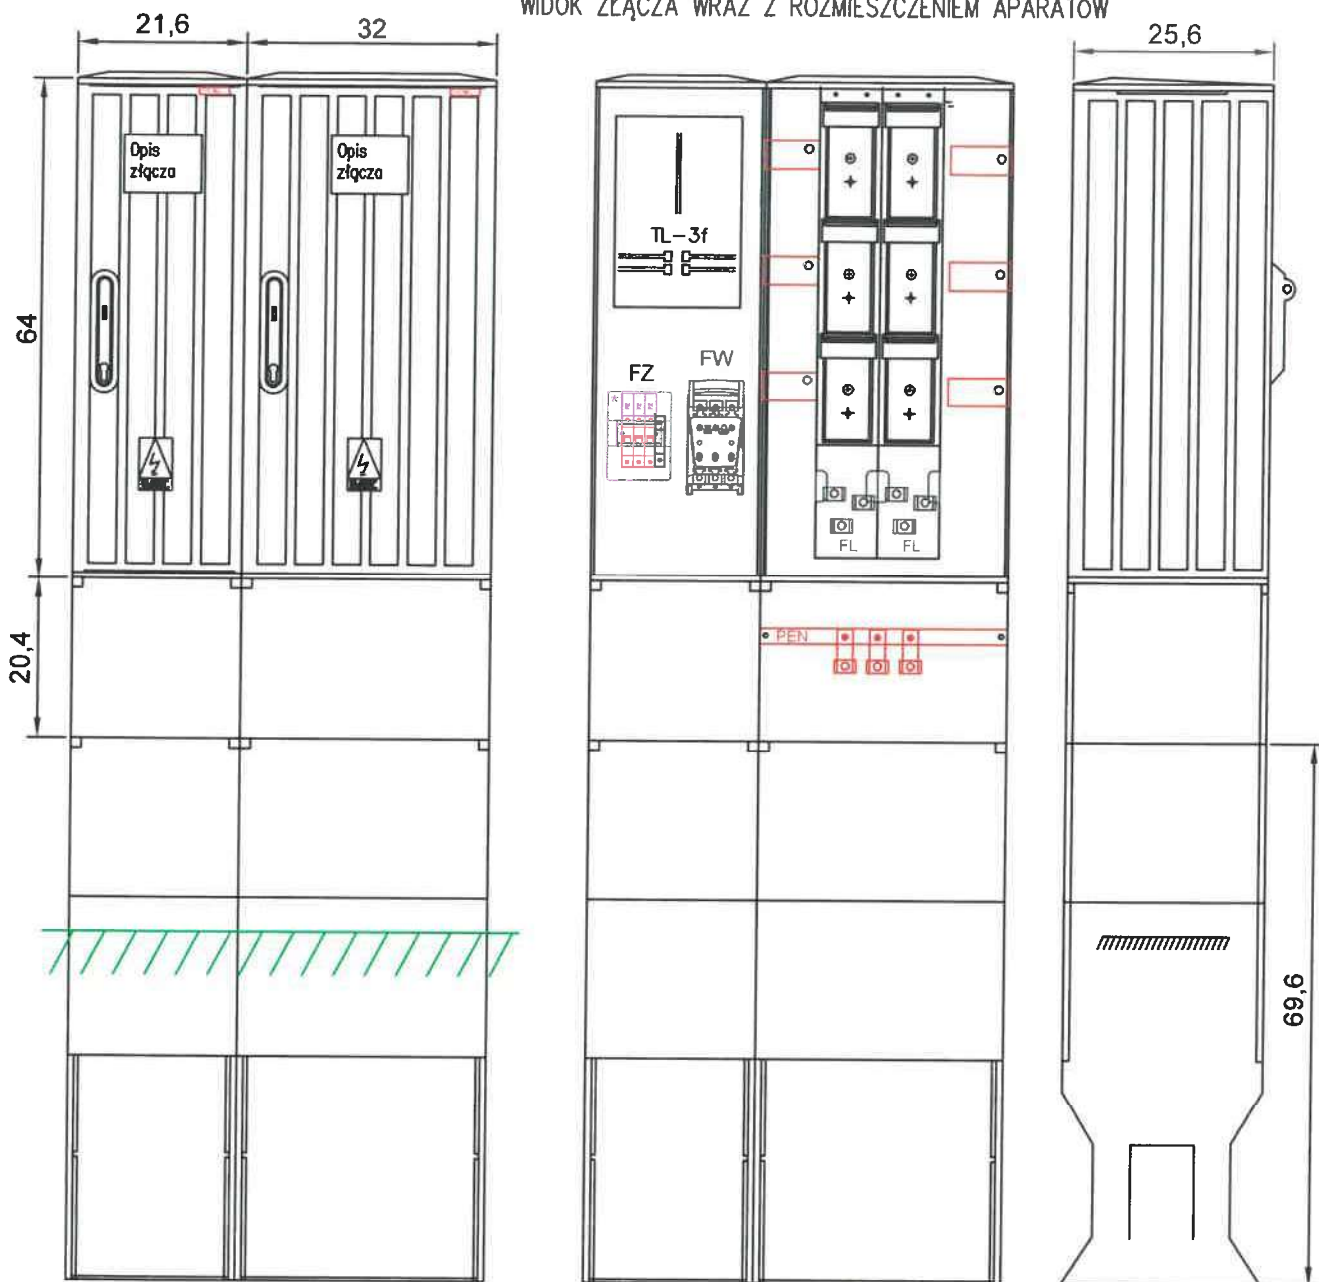 WIDOK ZŁĄCZA WRAZ Z ROZMIESZCZENIEM APARATÓW
21,6
32
25,6
Opis
złącza
Opis
złącza
TL-3f
64
FZ
FW
FL
FL
20,4
PEN
69,6